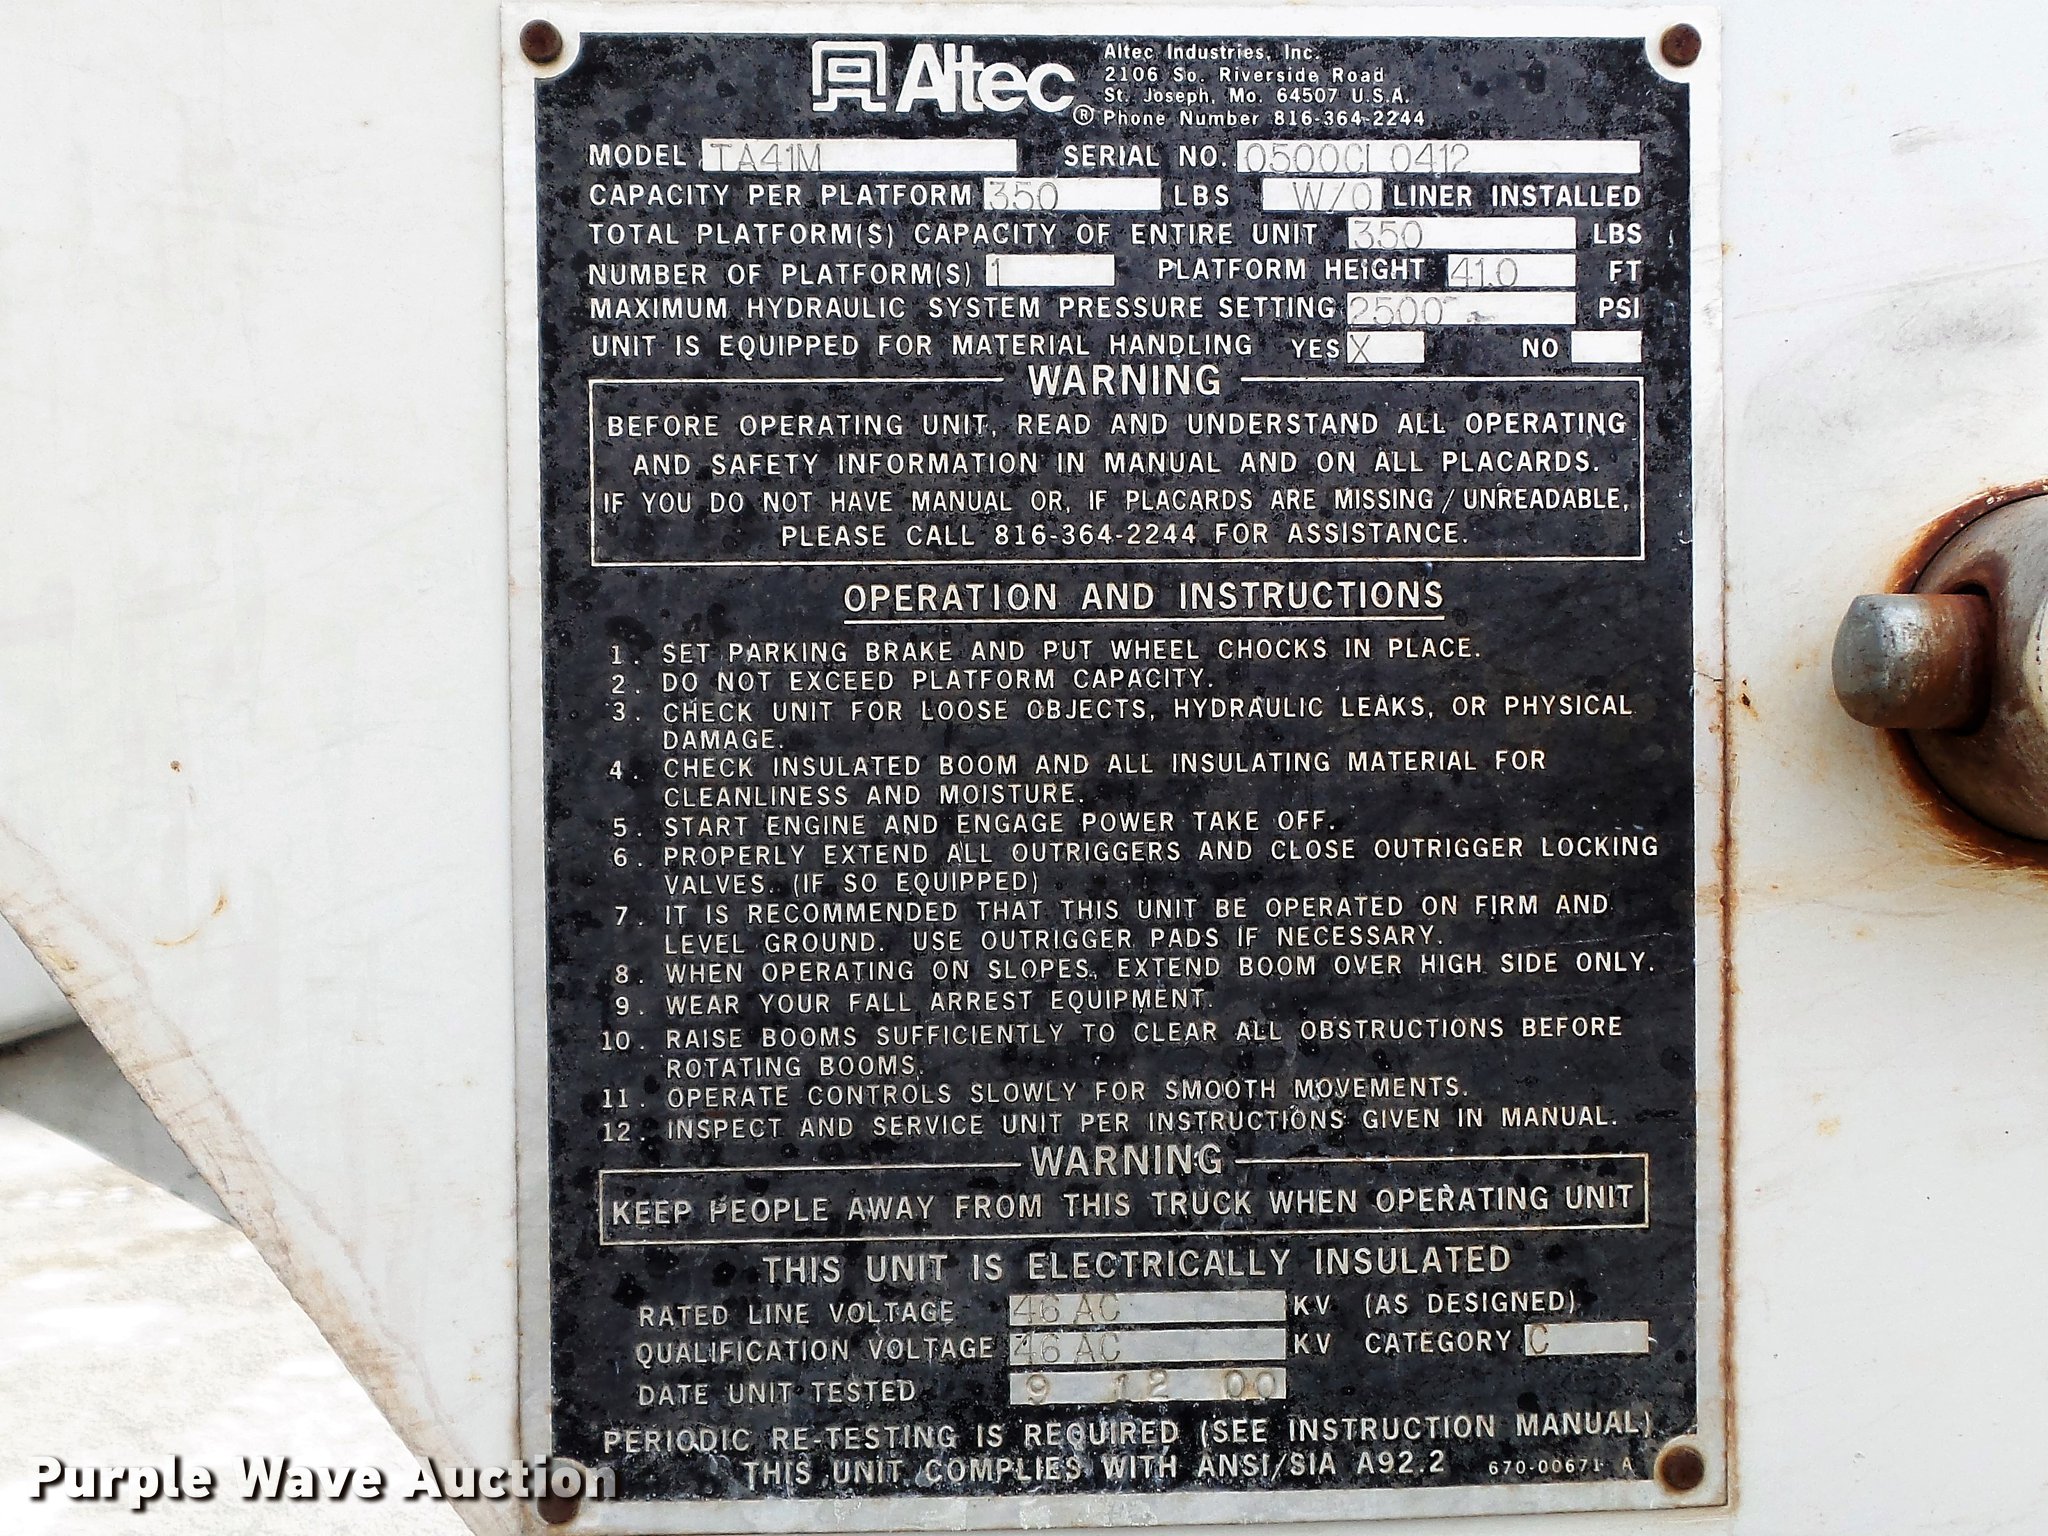 Altec ®
Altec Industries, Inc.
2106 So. Riverside Road
St. Joseph, Mo. 64507 U.S.A.
Phone Number 816-364-2244
MODEL TA41M SERIAL NO. 0500CI 0412
CAPACITY PER PLATFORM 350 LBS W/O LINER INSTALLED
TOTAL PLATFORM(S) CAPACITY OF ENTIRE UNIT 350 LBS
NUMBER OF PLATFORM(S) 1 PLATFORM HEIGHT 41.0 FT
MAXIMUM HYDRAULIC SYSTEM PRESSURE SETTING 2500 PSI
UNIT IS EQUIPPED FOR MATERIAL HANDLING YES X NO
WARNING
BEFORE OPERATING UNIT, READ AND UNDERSTAND ALL OPERATING
AND SAFETY INFORMATION IN MANUAL AND ON ALL PLACARDS.
IF YOU DO NOT HAVE MANUAL OR, IF PLACARDS ARE MISSING / UNREADABLE,
PLEASE CALL 816-364-2244 FOR ASSISTANCE.
OPERATION AND INSTRUCTIONS
1. SET PARKING BRAKE AND PUT WHEEL CHOCKS IN PLACE.
2. DO NOT EXCEED PLATFORM CAPACITY.
3. CHECK UNIT FOR LOOSE OBJECTS, HYDRAULIC LEAKS, OR PHYSICAL
DAMAGE.
4. CHECK INSULATED BOOM AND ALL INSULATING MATERIAL FOR
CLEANLINESS AND MOISTURE.
5. START ENGINE AND ENGAGE POWER TAKE OFF.
6. PROPERLY EXTEND ALL OUTRIGGERS AND CLOSE OUTRIGGER LOCKING
VALVES. (IF SO EQUIPPED)
7. IT IS RECOMMENDED THAT THIS UNIT BE OPERATED ON FIRM AND
LEVEL GROUND. USE OUTRIGGER PADS IF NECESSARY.
8. WHEN OPERATING ON SLOPES, EXTEND BOOM OVER HIGH SIDE ONLY.
9. WEAR YOUR FALL ARREST EQUIPMENT.
10. RAISE BOOMS SUFFICIENTLY TO CLEAR ALL OBSTRUCTIONS BEFORE
ROTATING BOOMS.
11. OPERATE CONTROLS SLOWLY FOR SMOOTH MOVEMENTS.
12. INSPECT AND SERVICE UNIT PER INSTRUCTIONS GIVEN IN MANUAL.
WARNING
KEEP PEOPLE AWAY FROM THIS TRUCK WHEN OPERATING UNIT
THIS UNIT IS ELECTRICALLY INSULATED
RATED LINE VOLTAGE 46 AC KV (AS DESIGNED)
QUALIFICATION VOLTAGE 46 AC KV CATEGORY C
DATE UNIT TESTED 9 12 00
PERIODIC RE-TESTING IS REQUIRED (SEE INSTRUCTION MANUAL)
THIS UNIT COMPLIES WITH ANSI/SIA A92.2 670-00671 A
Purple Wave Auction